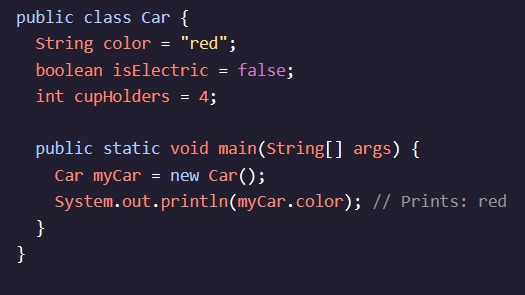 public class Car {
  String color = "red";
  boolean isElectric = false;
  int cupHolders = 4;

  public static void main(String[] args) {
    Car myCar = new Car();
    System.out.println(myCar.color); // Prints: red
  }
}